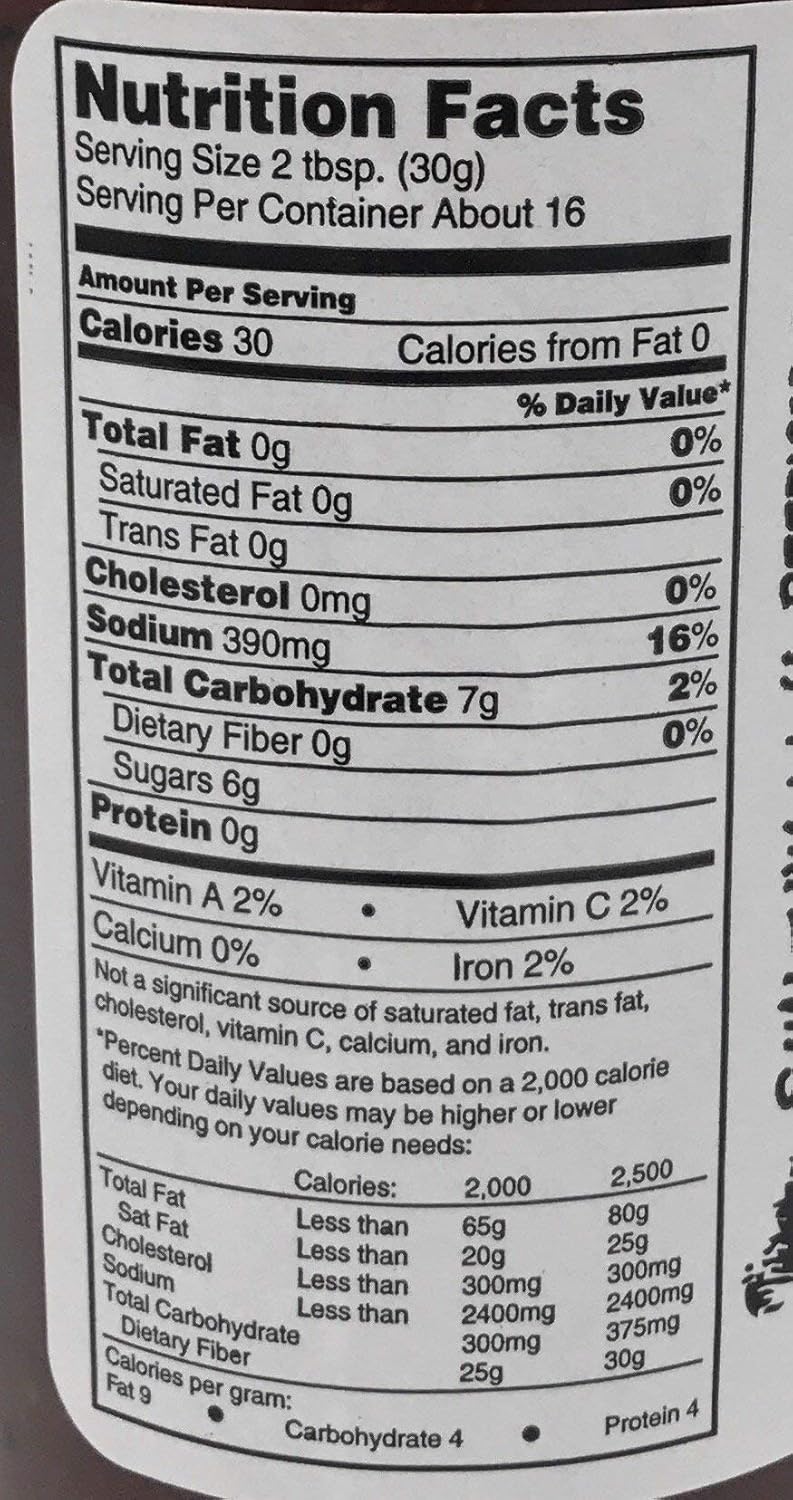 Nutrition Facts
Serving Size 2 tbsp. (30g)
Serving Per Container About 16
Amount Per Serving
Calories 30 Calories from Fat 0
% Daily Value*
Total Fat 0g 0%
Saturated Fat 0g 0%
Trans Fat 0g
Cholesterol 0mg 0%
Sodium 390mg 16%
Total Carbohydrate 7g 2%
Dietary Fiber 0g 0%
Sugars 6g
Protein 0g
Vitamin A 2% • Vitamin C 2%
Calcium 0% • Iron 2%
Not a significant source of saturated fat, trans fat,
cholesterol, vitamin C, calcium, and iron.
*Percent Daily Values are based on a 2,000 calorie
diet. Your daily values may be higher or lower
depending on your calorie needs:
Calories: 2,000 2,500
Total Fat Less than 65g 80g
Sat Fat Less than 20g 25g
Cholesterol Less than 300mg 300mg
Sodium Less than 2400mg 2400mg
Total Carbohydrate 300mg 375mg
Dietary Fiber 25g 30g
Calories per gram:
Fat 9 • Carbohydrate 4 • Protein 4